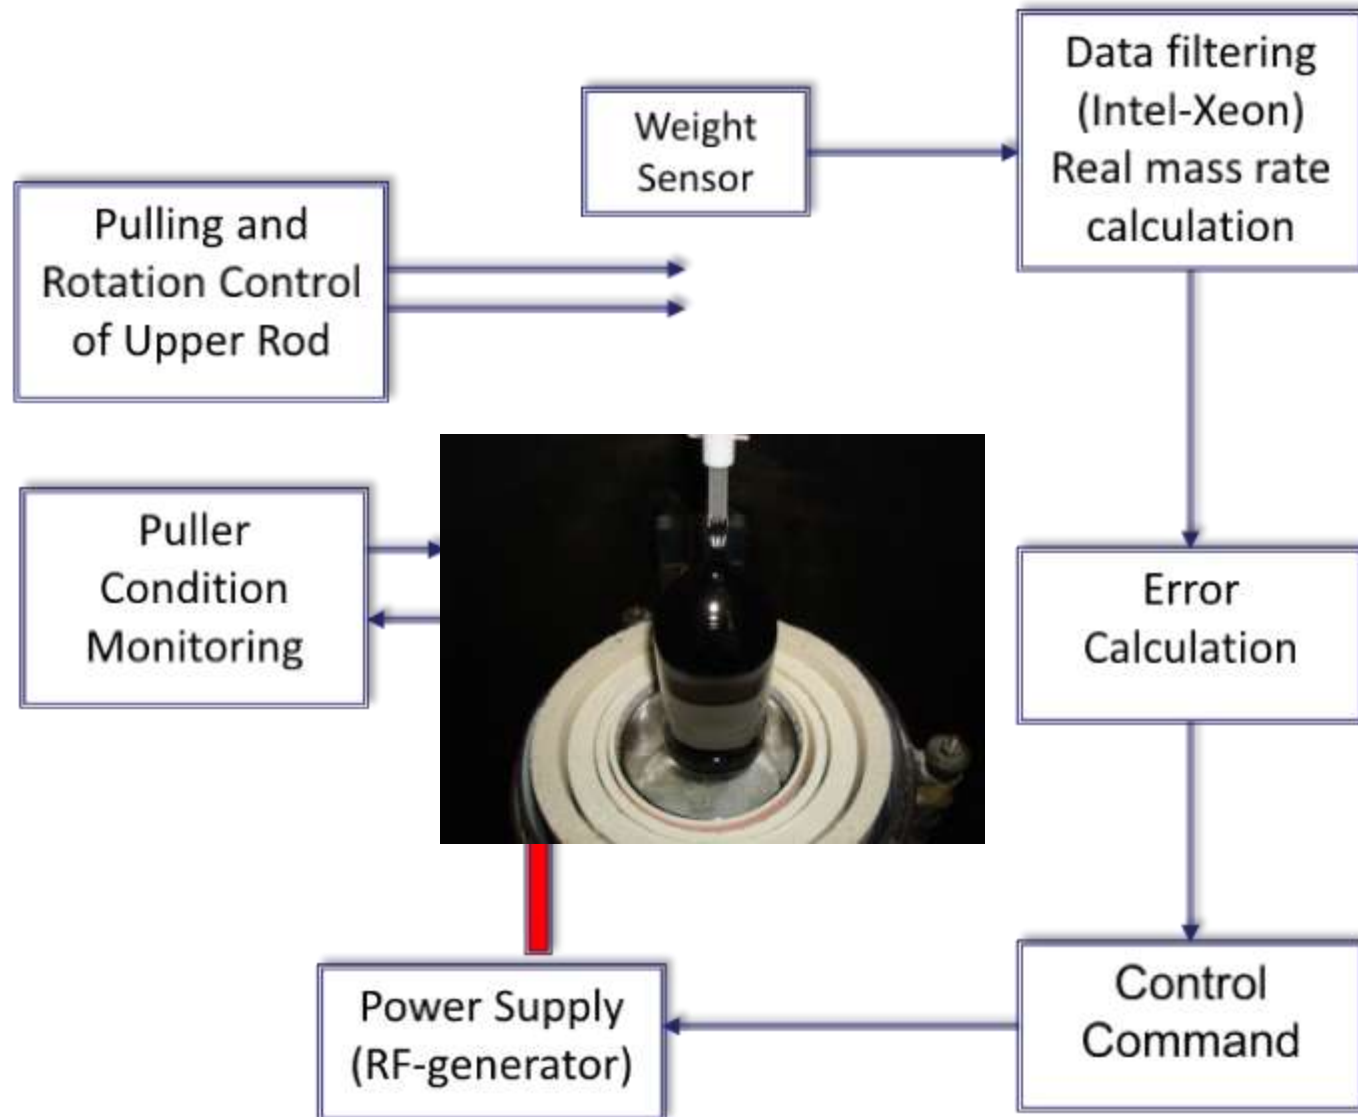 Weight
Sensor
Data filtering
(Intel-Xeon)
Real mass rate
calculation
Pulling and
Rotation Control
of Upper Rod
Puller
Condition
Monitoring
Error
Calculation
Power Supply
(RF-generator)
Control
Command